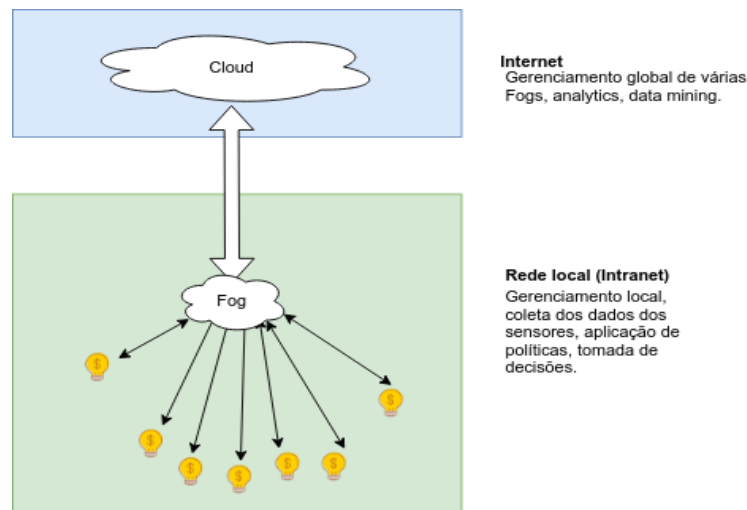 Cloud
Internet
Gerenciamento global de várias
Fogs, analytics, data mining.
Fog
Rede local (Intranet)
Gerenciamento local,
coleta dos dados dos
sensores, aplicação de
políticas, tomada de
decisões.
$
$
$
$
$
$
$